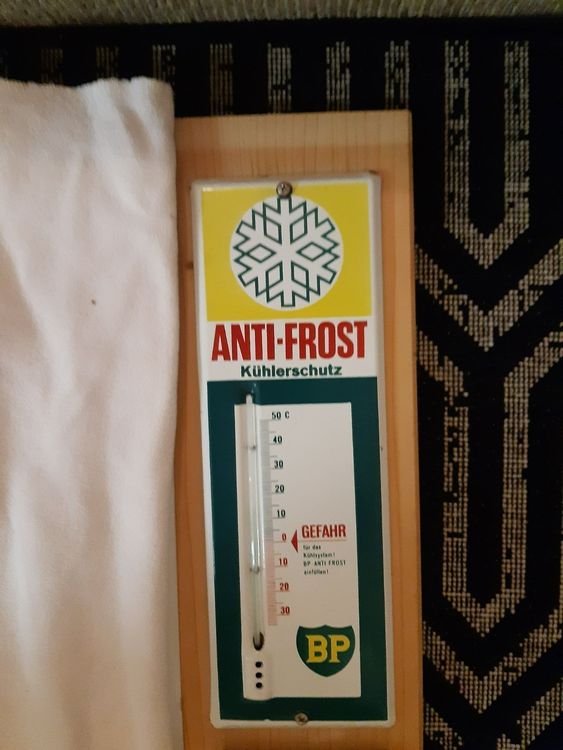 ANTI-FROST
Kühlerschutz
50 C
40
30
20
10
0
10
20
30
GEFAHR
für das
Kühlsystem!
BP ANTI FROST
einfüllen!
BP